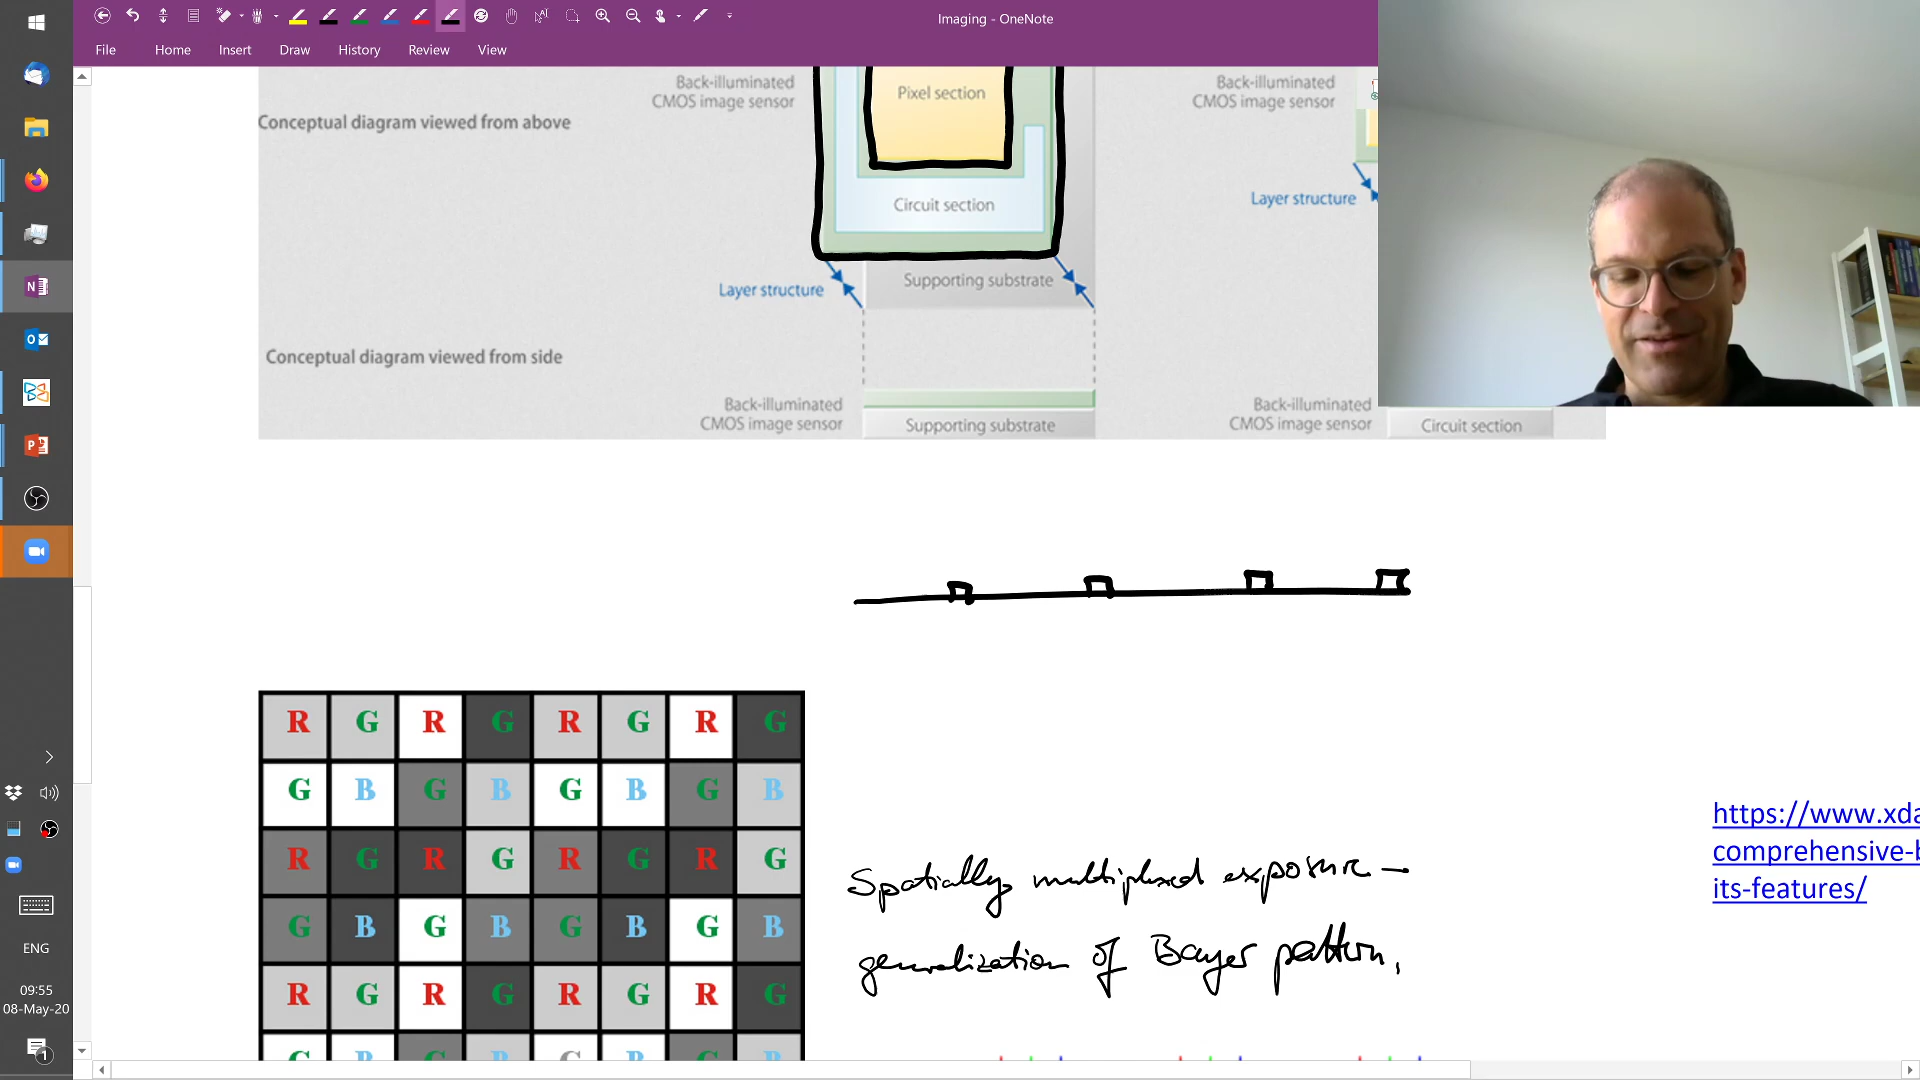 Imaging - OneNote
File Home Insert Draw History Review View
Back-illuminated
CMOS image sensor
Pixel section
Back-illuminated
CMOS image sensor
Conceptual diagram viewed from above
Circuit section
Layer structure
Layer structure
Supporting substrate
Conceptual diagram viewed from side
Back-illuminated
CMOS image sensor
Supporting substrate
Back-illuminated
CMOS image sensor
Circuit section
R G R G R G R G
G B G B G B G B
R G R G R G R G
G B G B G B G B
R G R G R G R G
G B G B G B G B
Spatially multiplexed exposure –
generalization of Bayer pattern.
https://www.xda
comprehensive-b
its-features/
ENG
09:55
08-May-20
1